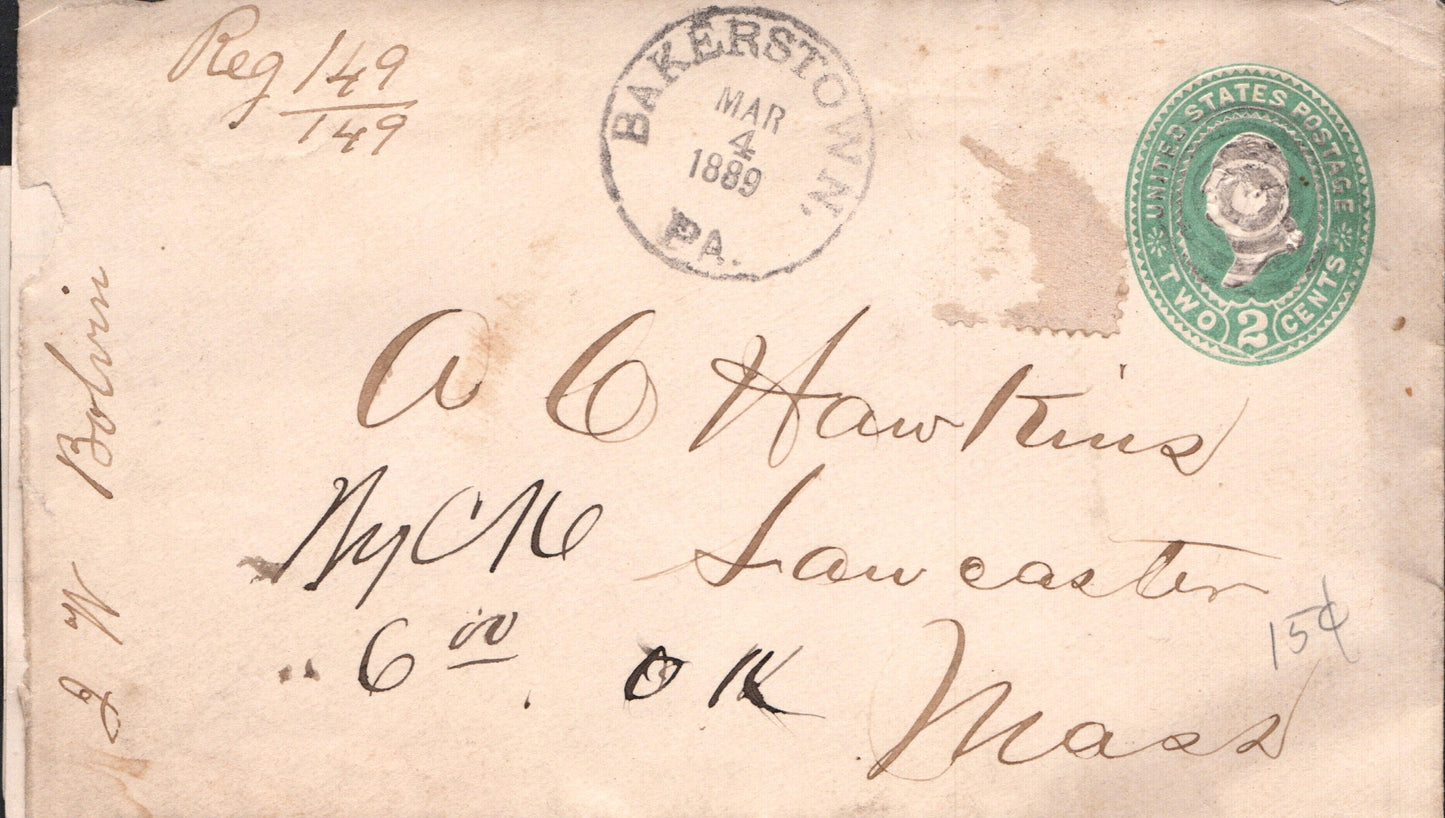 Reg 149
149
BAKERSTOWN,
MAR
4
1889
PA.
UNITED STATES POSTAGE
TWO 2 CENTS
A C Hawkins
Lancaster
Mass
6 00
OK
15¢
W Bolvin